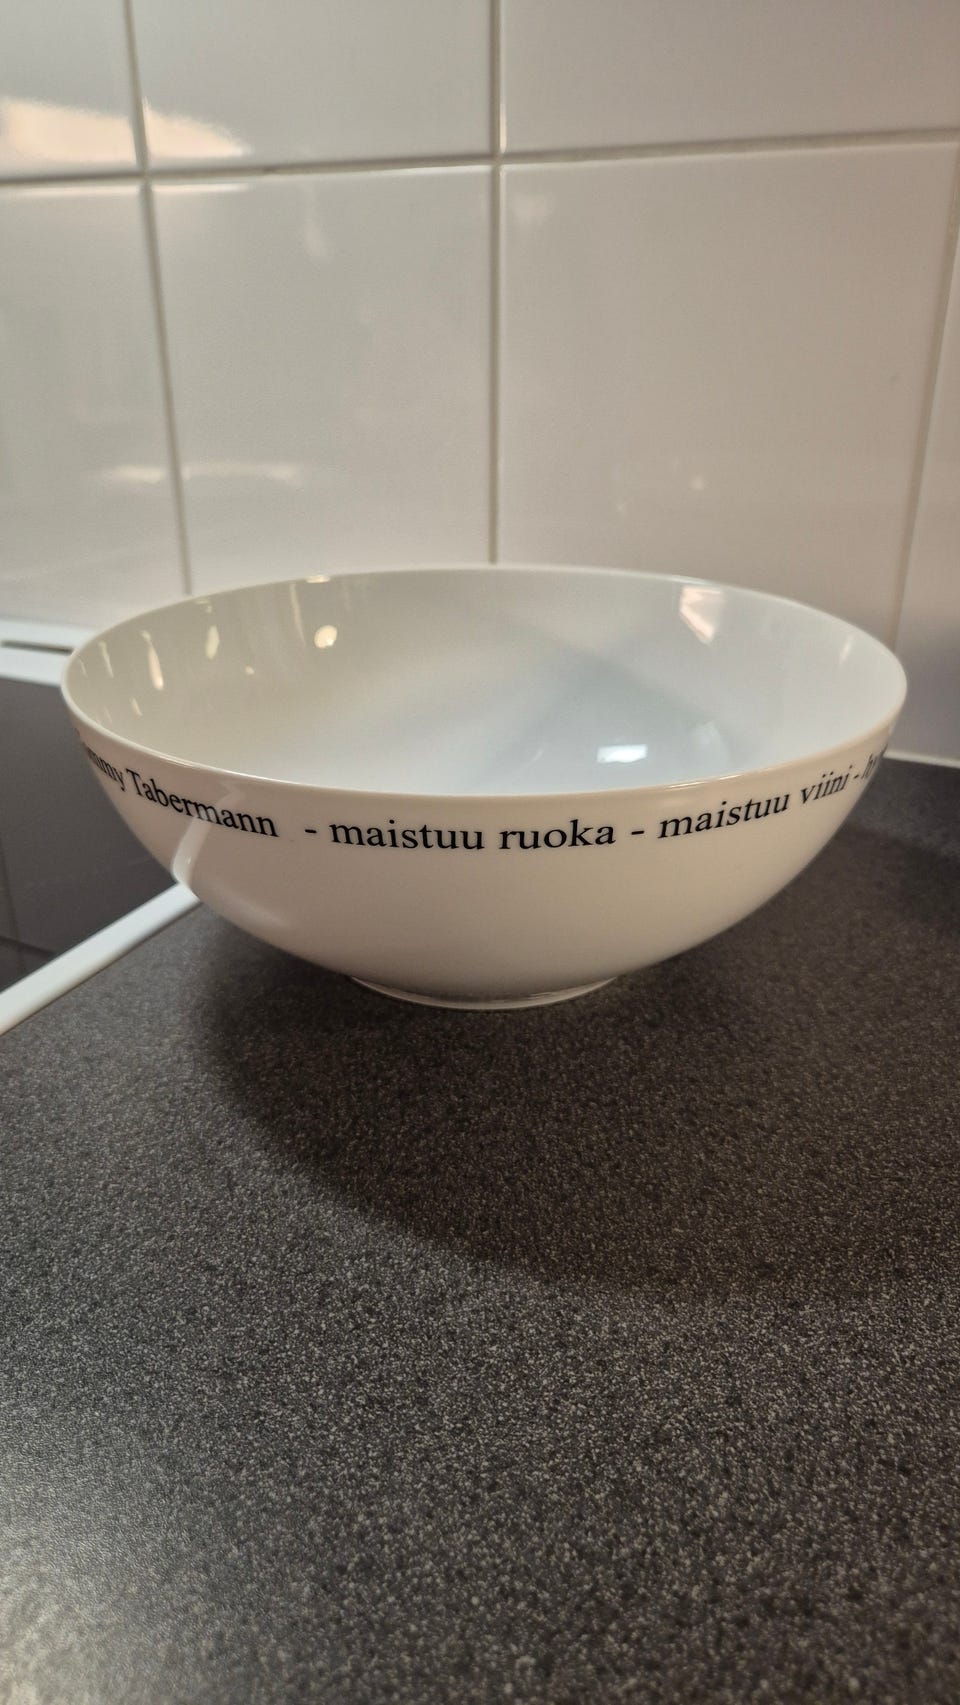 Tabermann - maistuu ruoka - maistuu viini -